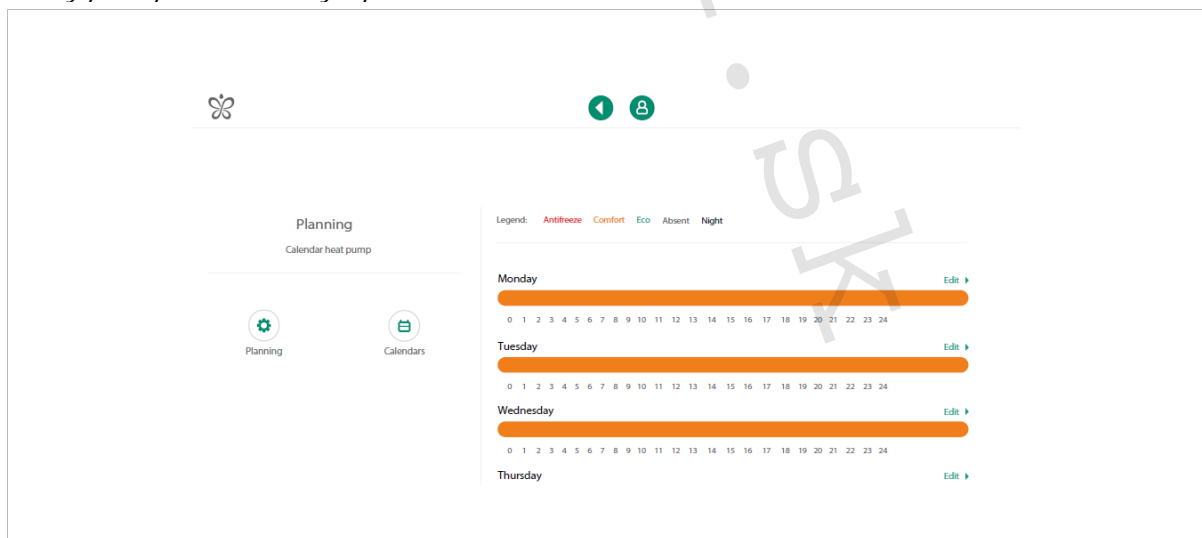 Planning
Calendar heat pump
Planning Calendars
Legend: Antifreeze Comfort Eco Absent Night
Monday Edit
0 1 2 3 4 5 6 7 8 9 10 11 12 13 14 15 16 17 18 19 20 21 22 23 24
Tuesday Edit
0 1 2 3 4 5 6 7 8 9 10 11 12 13 14 15 16 17 18 19 20 21 22 23 24
Wednesday Edit
0 1 2 3 4 5 6 7 8 9 10 11 12 13 14 15 16 17 18 19 20 21 22 23 24
Thursday Edit
.sk